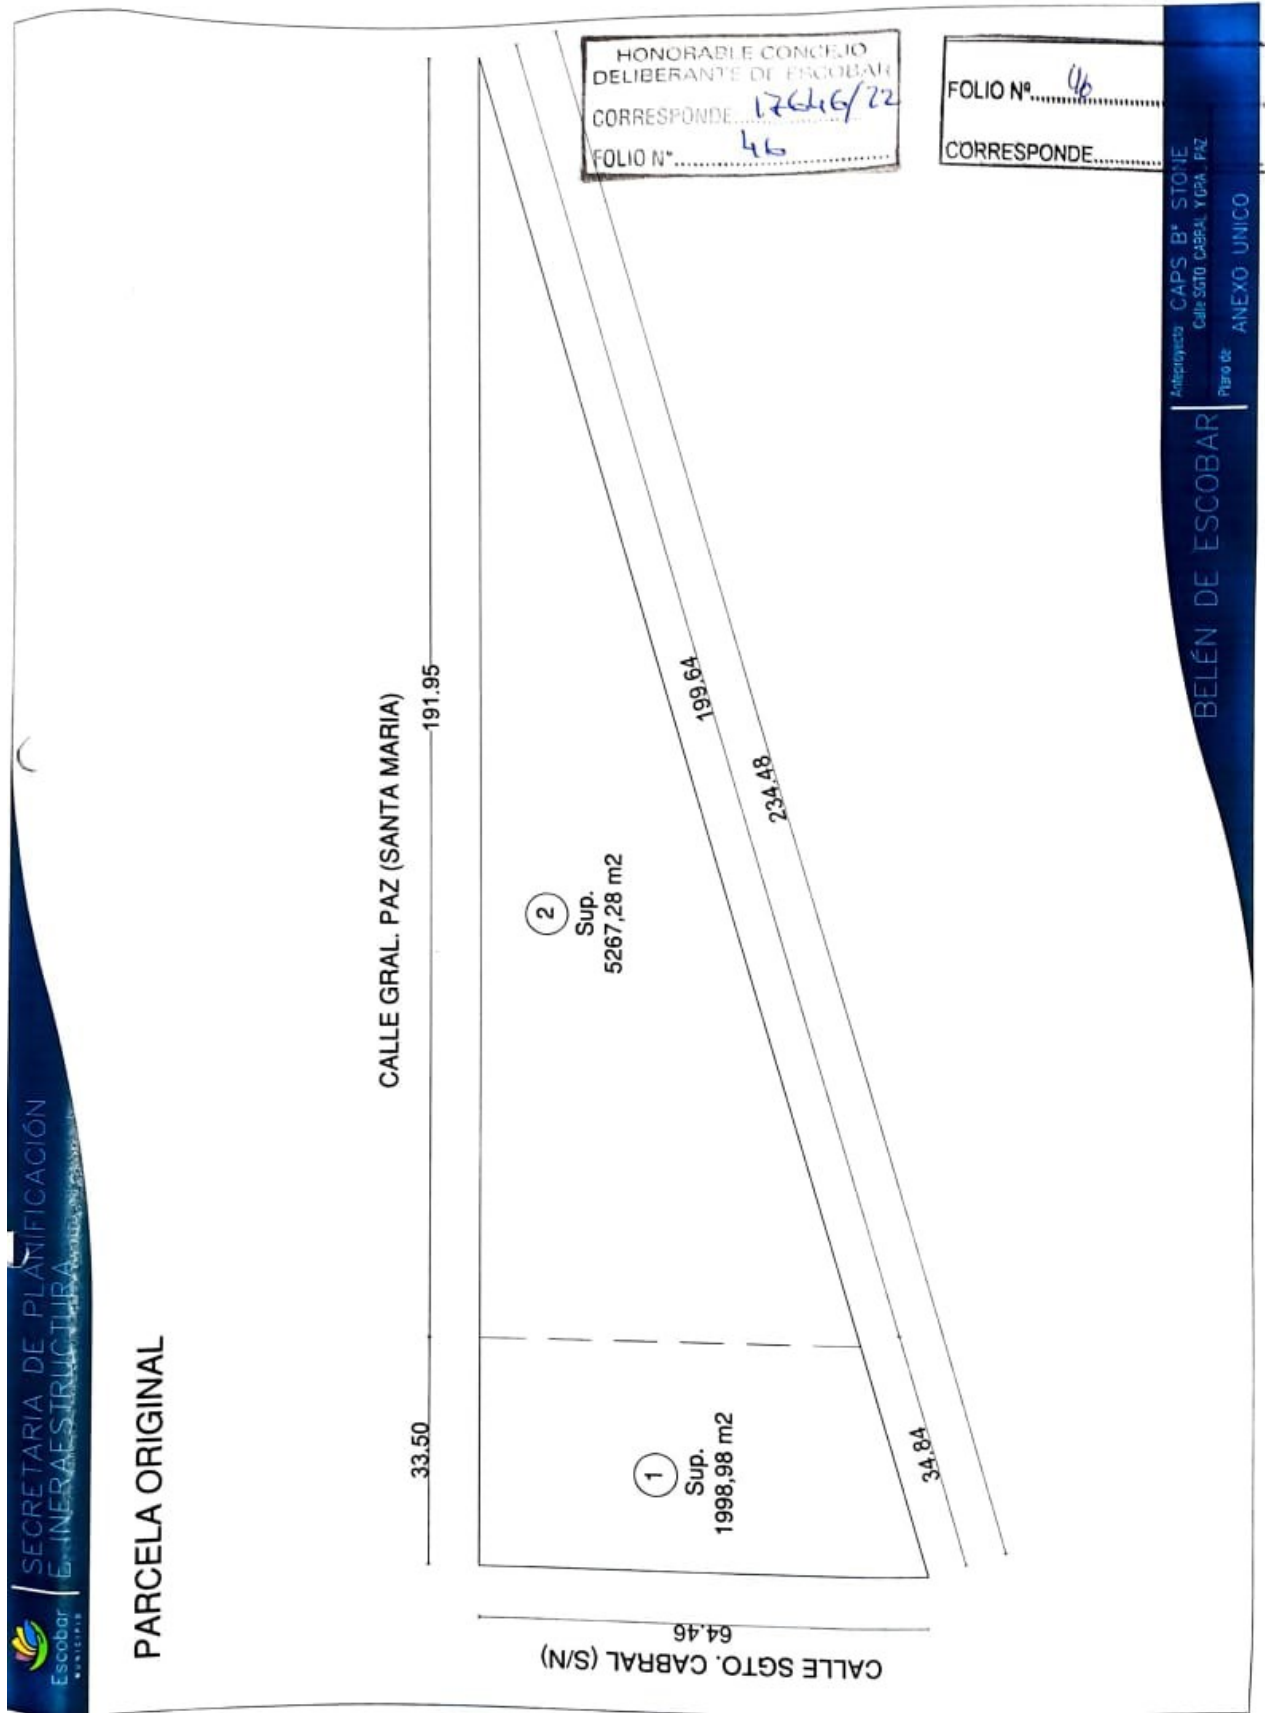 Escobar
MUNICIPIO
SECRETARIA DE PLANIFICACIÓN
E INFRAESTRUCTURA
PARCELA ORIGINAL
CALLE GRAL. PAZ (SANTA MARIA)
33.50
191.95
1
Sup.
1998,98 m2
2
Sup.
5267,28 m2
34.84
199.64
234.48
64.46
CALLE SGTO. CABRAL (S/N)
HONORABLE CONCEJO
DELIBERANTE DE ESCOBAR
CORRESPONDE 17646/22
FOLIO N° 46
FOLIO Nº 46
CORRESPONDE
BELÉN DE ESCOBAR
Anteproyecto CAPS Bº STONE
Calle SGTO CABRAL Y GRA. PAZ
Plano de ANEXO UNICO